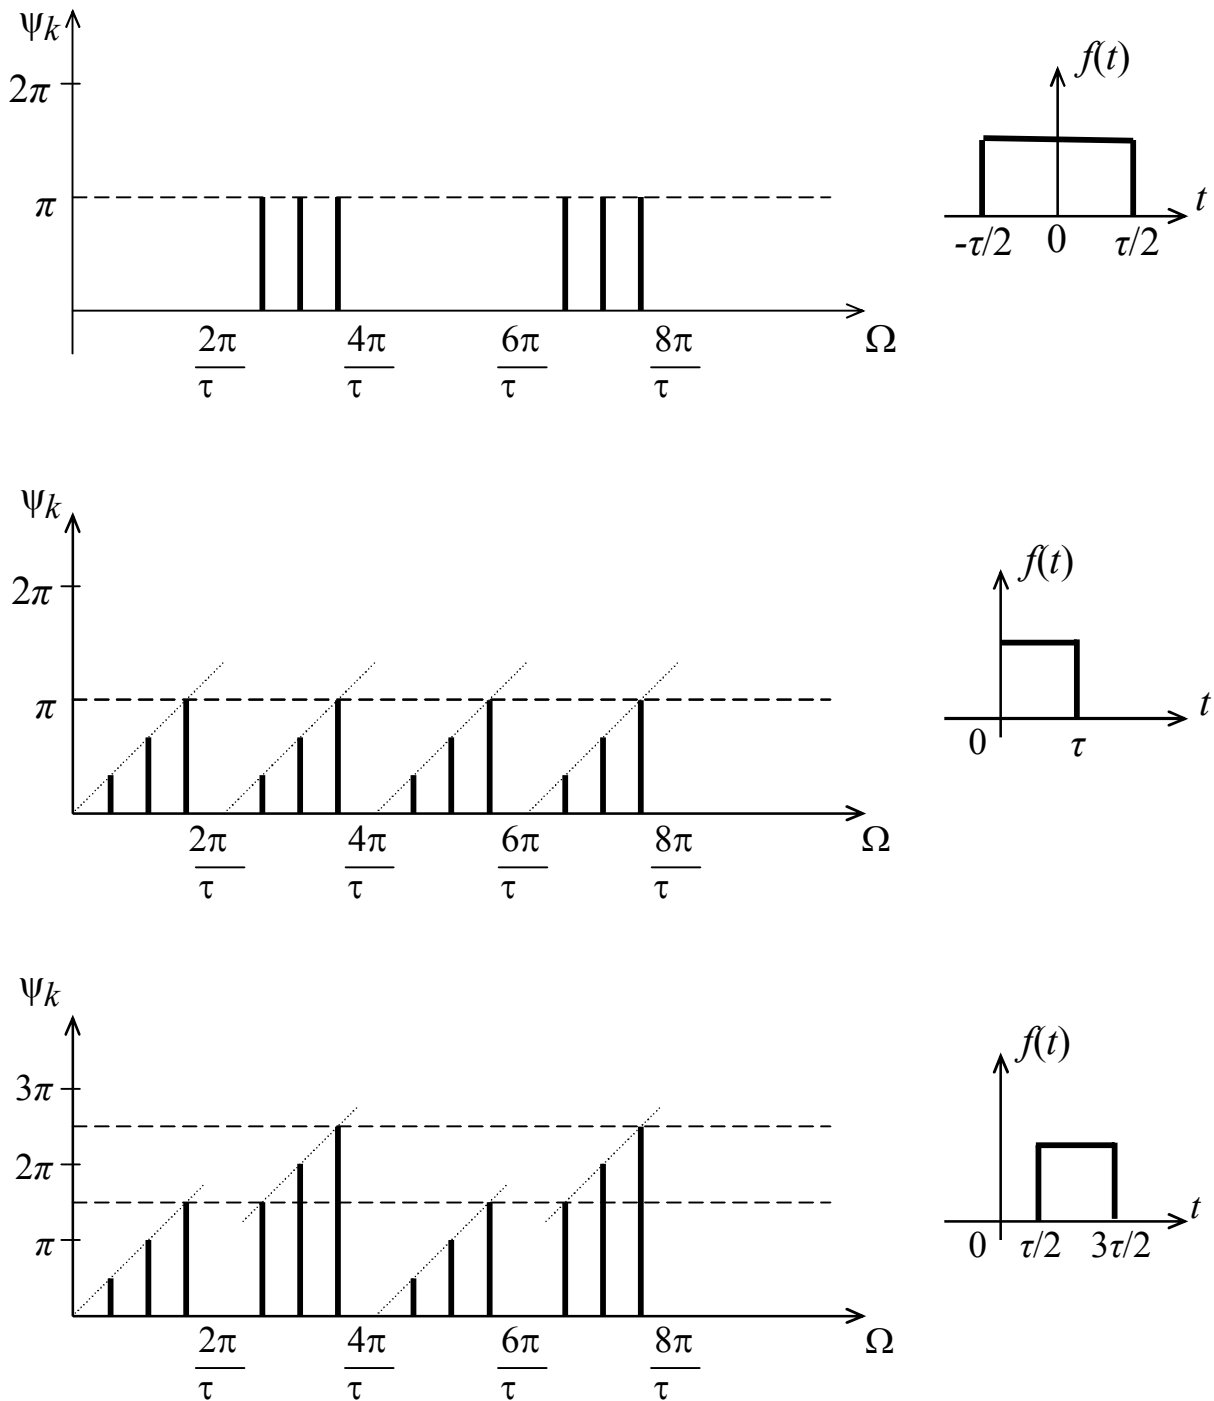 ψk
2π
π
2π/τ 4π/τ 6π/τ 8π/τ Ω
f(t)
t
-τ/2 0 τ/2
ψk
2π
π
2π/τ 4π/τ 6π/τ 8π/τ Ω
f(t)
t
0 τ
ψk
3π
2π
π
2π/τ 4π/τ 6π/τ 8π/τ Ω
f(t)
t
0 τ/2 3τ/2